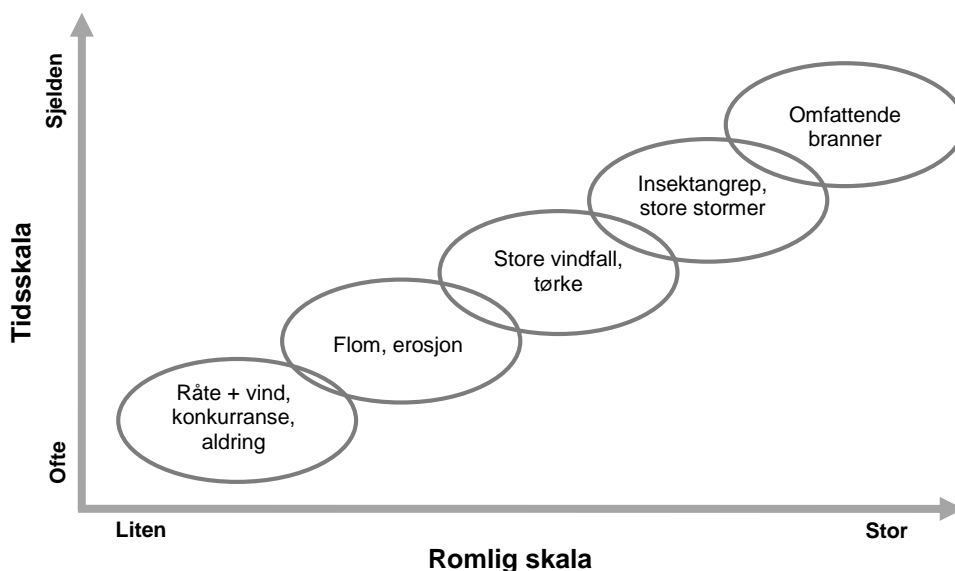 Sjelden
Omfattende
branner
Insektangrep,
store stormer
Store vindfall,
tørke
Tidsskala
Flom, erosjon
Råte + vind,
konkurranse,
aldring
Ofte
Liten
Stor
Romlig skala